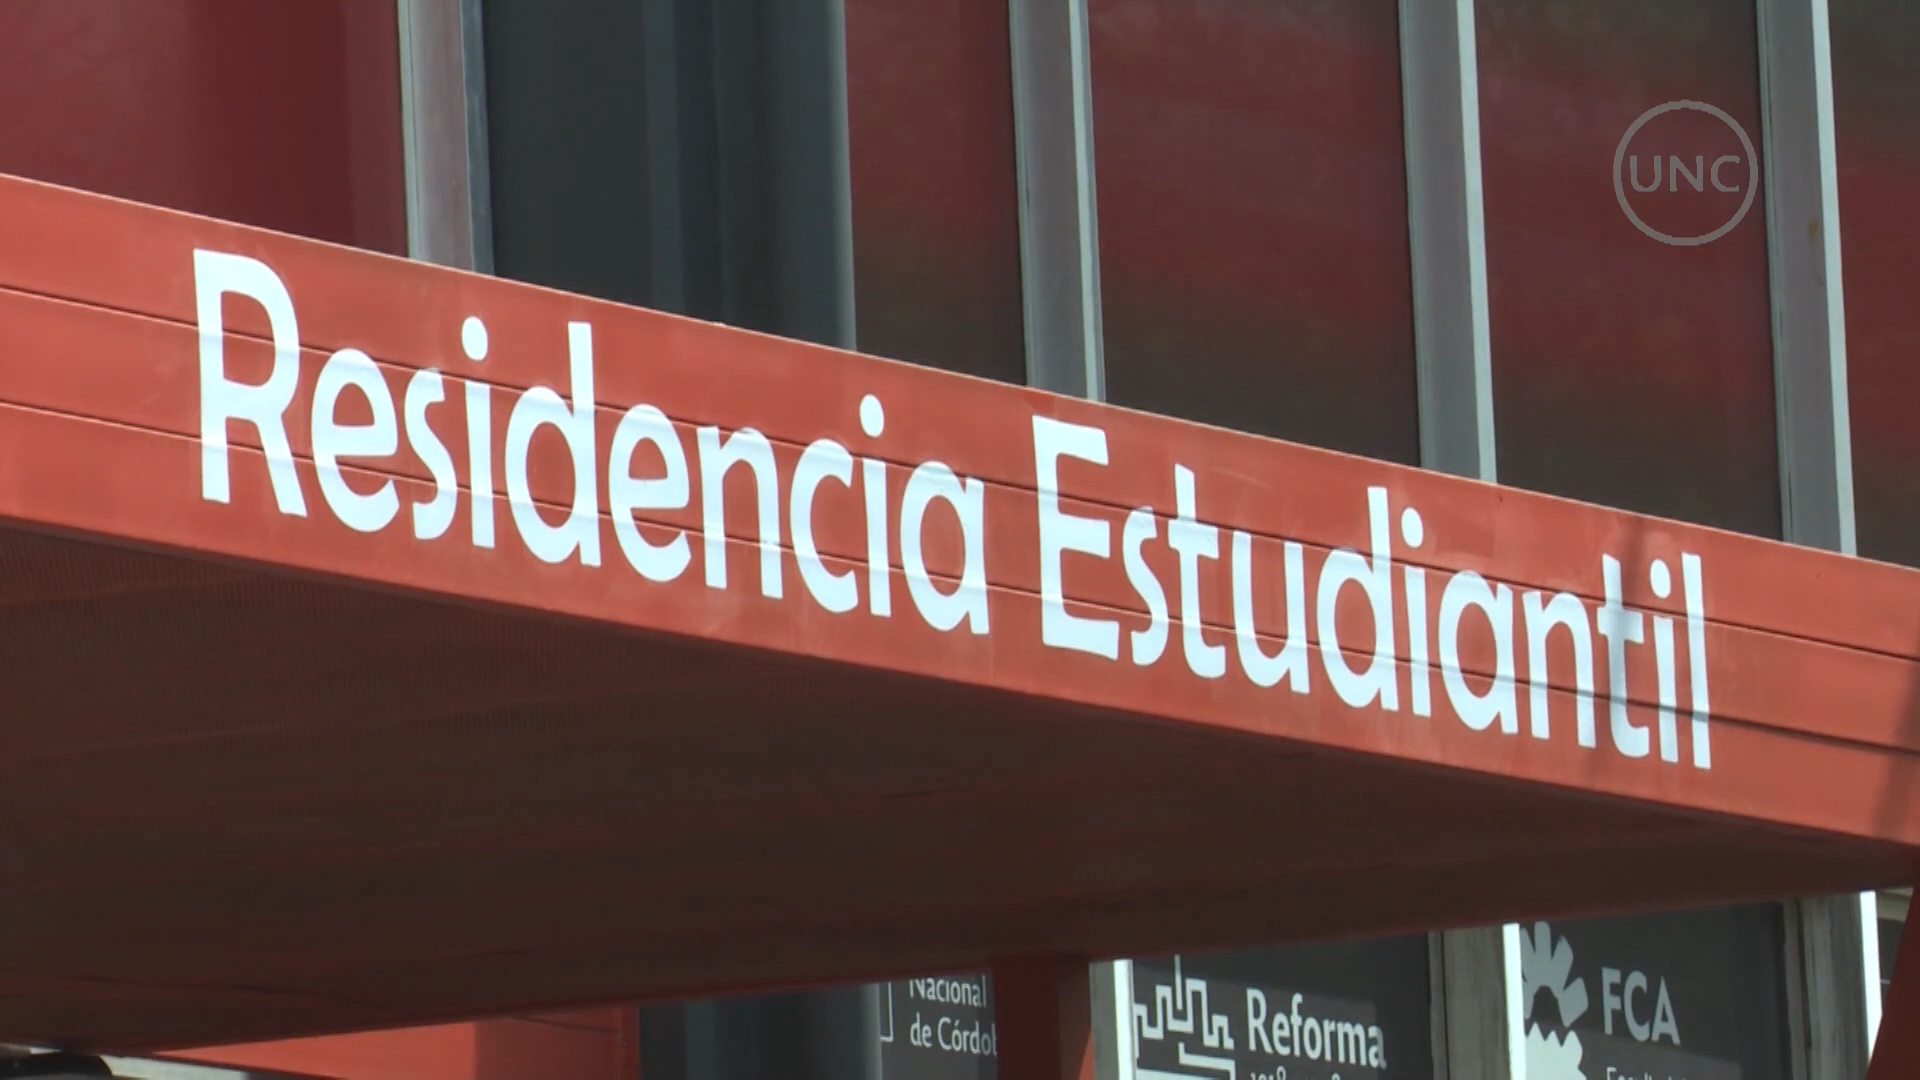 UNC
Residencia Estudiantil
Nacional
de Córdob
Reforma
FCA